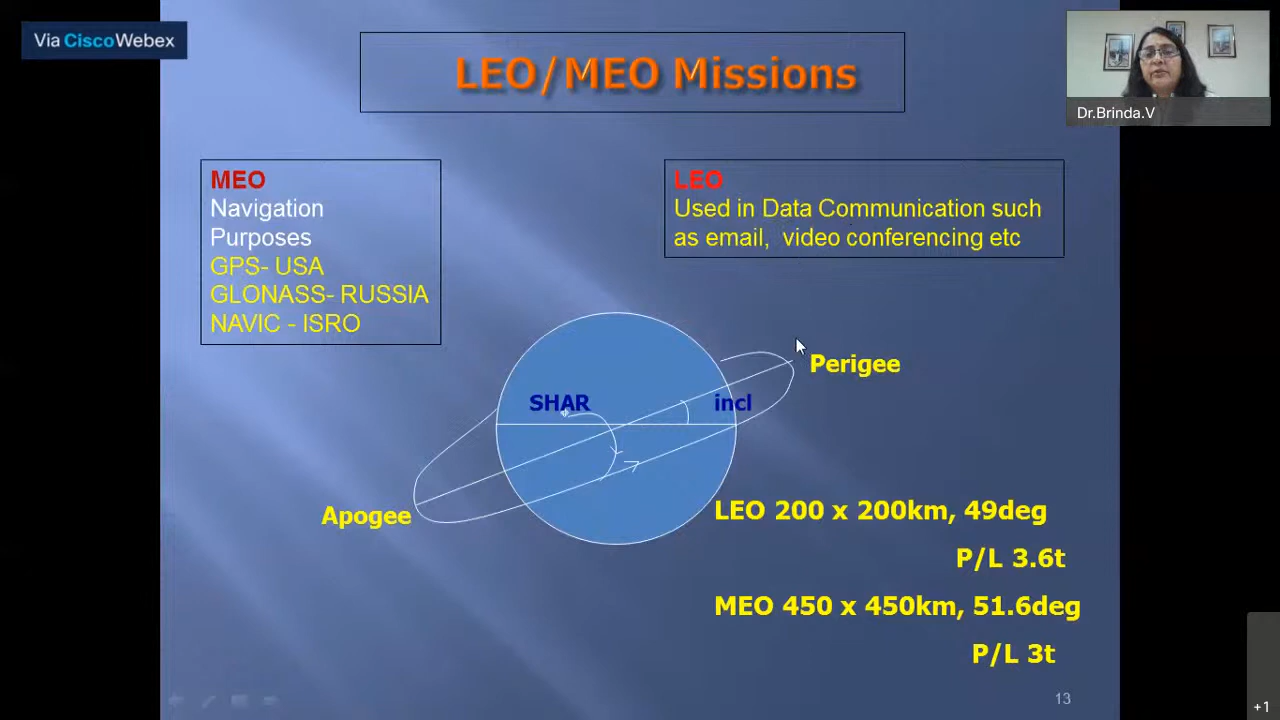 Via CiscoWebex
LEO/MEO Missions
Dr.Brinda.V
MEO
Navigation
Purposes
GPS- USA
GLONASS- RUSSIA
NAVIC - ISRO
LEO
Used in Data Communication such
as email,  video conferencing etc
Perigee
SHAR
incl
Apogee
LEO 200 x 200km, 49deg
P/L 3.6t
MEO 450 x 450km, 51.6deg
P/L 3t
13
+1